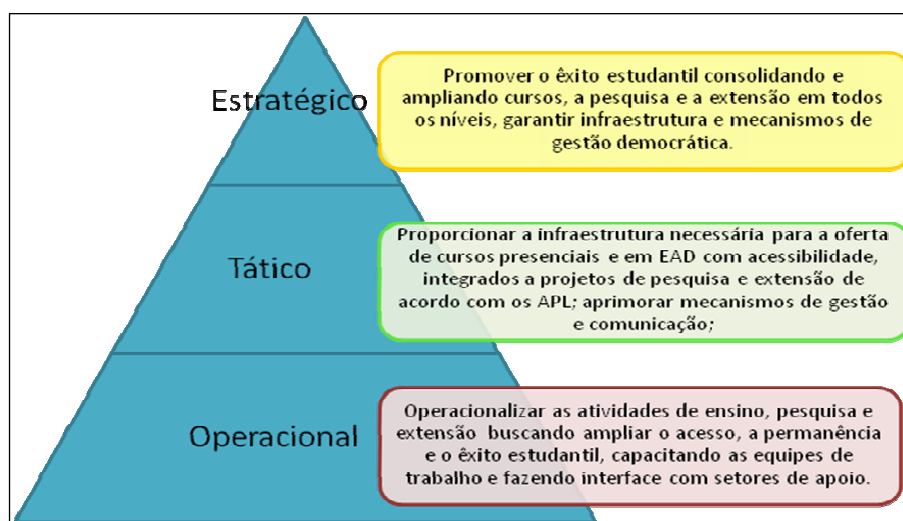 Estratégico
Promover o êxito estudantil consolidando e
ampliando cursos, a pesquisa e a extensão em todos
os níveis, garantir infraestrutura e mecanismos de
gestão democrática.
Tático
Proporcionar a infraestrutura necessária para a oferta
de cursos presenciais e em EAD com acessibilidade,
integrados a projetos de pesquisa e extensão de
acordo com os APL; aprimorar mecanismos de gestão
e comunicação;
Operacional
Operacionalizar as atividades de ensino, pesquisa e
extensão buscando ampliar o acesso, a permanência
e o êxito estudantil, capacitando as equipes de
trabalho e fazendo interface com setores de apoio.